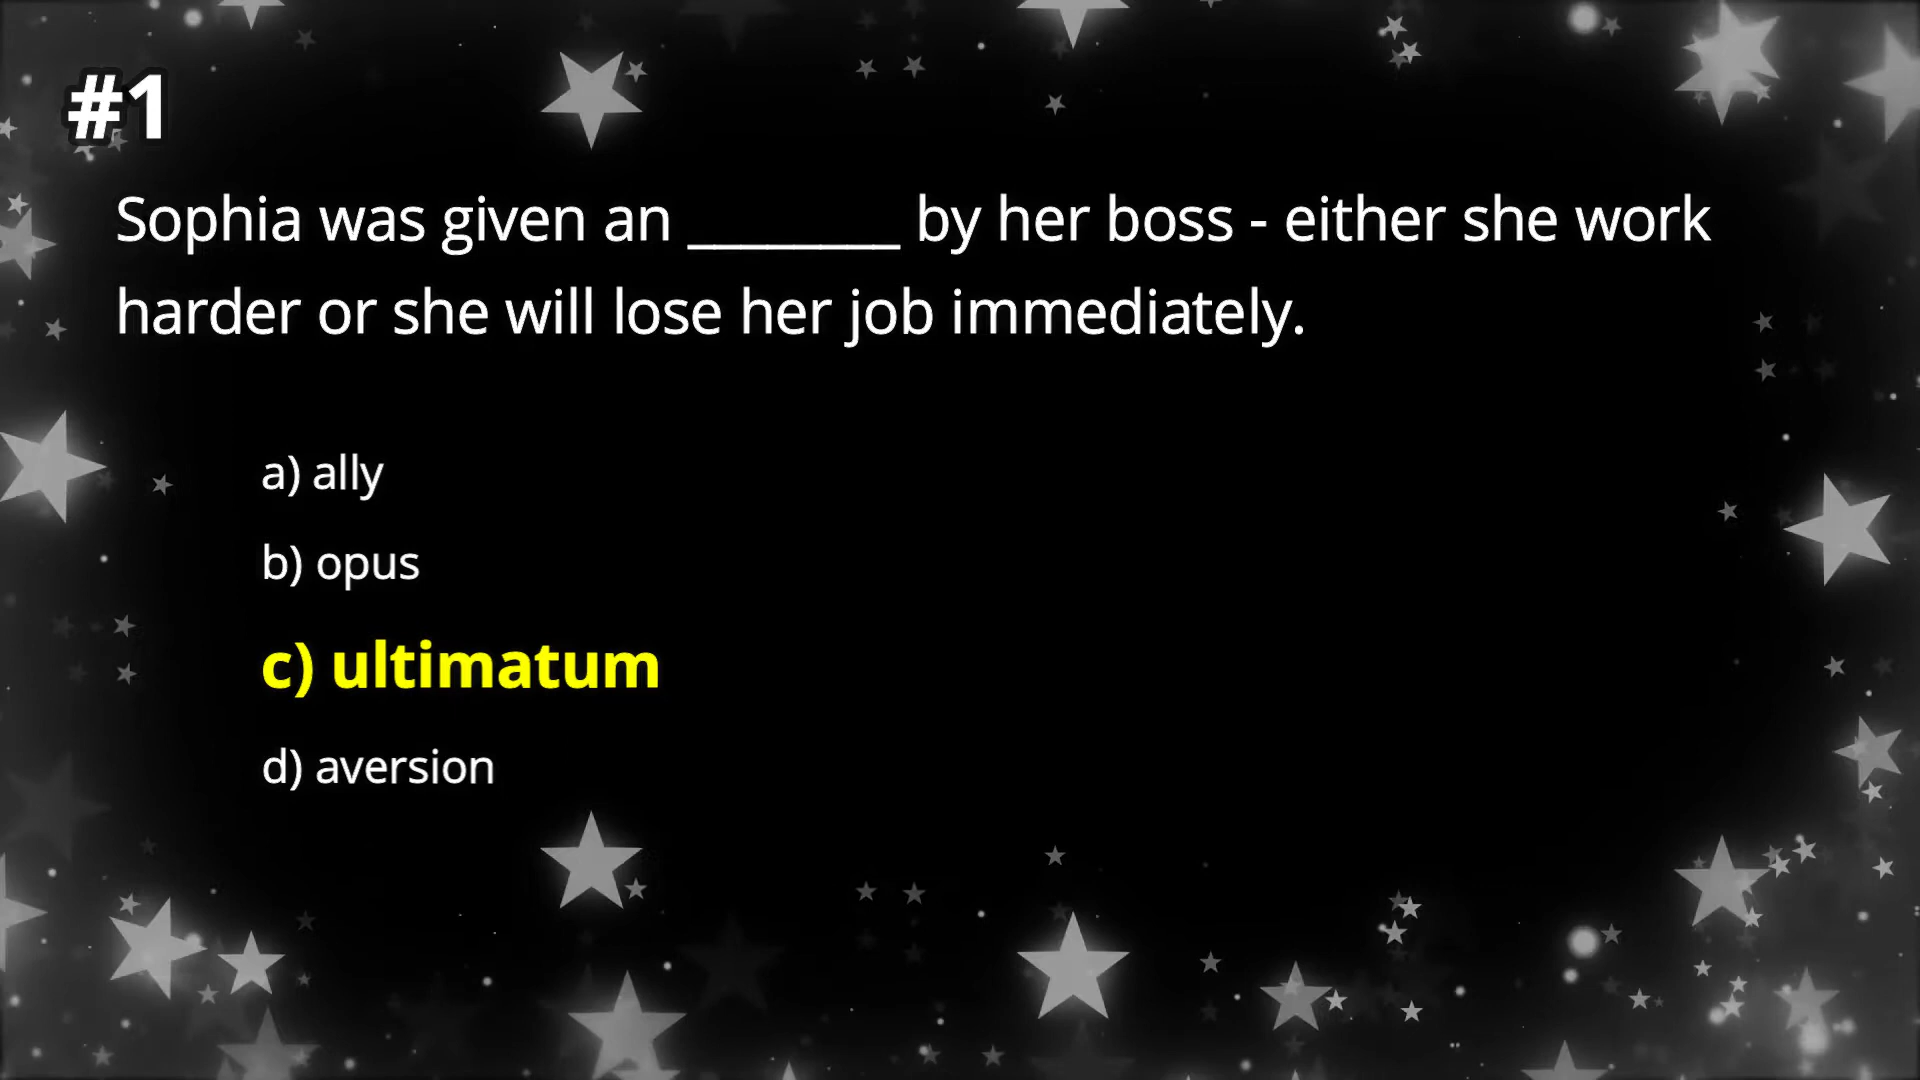 #1
Sophia was given an ________ by her boss - either she work
harder or she will lose her job immediately.
a) ally
b) opus
c) ultimatum
d) aversion